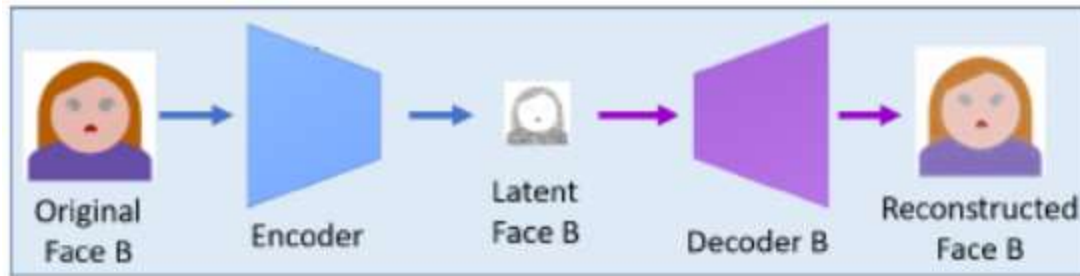 Original
Face B
Encoder
Latent
Face B
Decoder B
Reconstructed
Face B